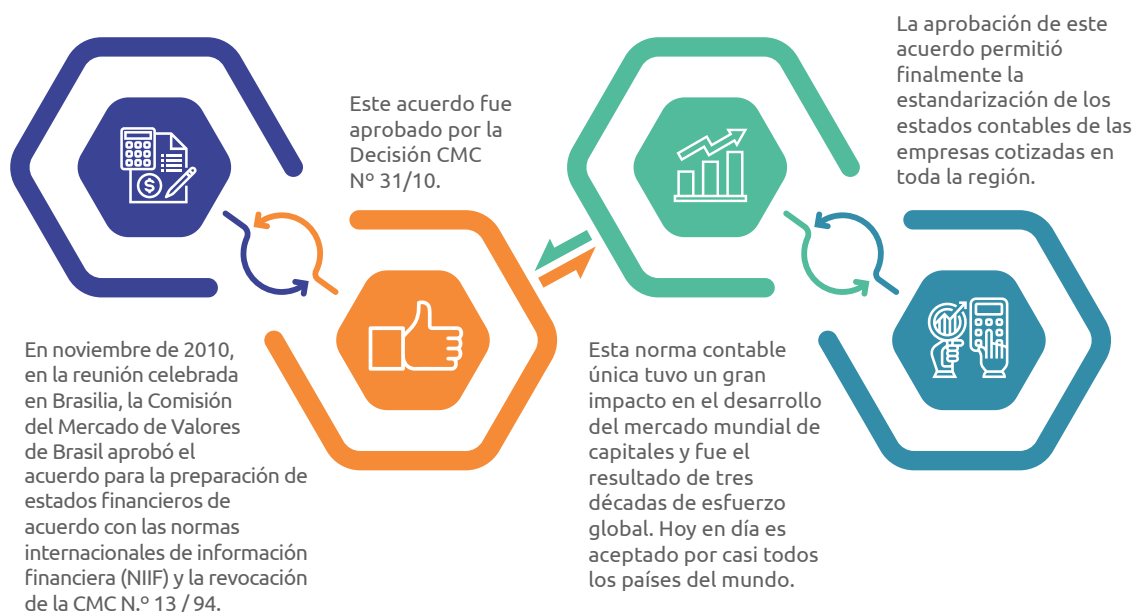 En noviembre de 2010,
en la reunión celebrada
en Brasilia, la Comisión
del Mercado de Valores
de Brasil aprobó el
acuerdo para la preparación de
estados financieros de
acuerdo con las normas
internacionales de información
financiera (NIIF) y la revocación
de la CMC N.º 13 / 94.
Este acuerdo fue
aprobado por la
Decisión CMC
Nº 31/10.
Esta norma contable
única tuvo un gran
impacto en el desarrollo
del mercado mundial de
capitales y fue el
resultado de tres
décadas de esfuerzo
global. Hoy en día es
aceptado por casi todos
los países del mundo.
La aprobación de este
acuerdo permitió
finalmente la
estandarización de los
estados contables de las
empresas cotizadas en
toda la región.